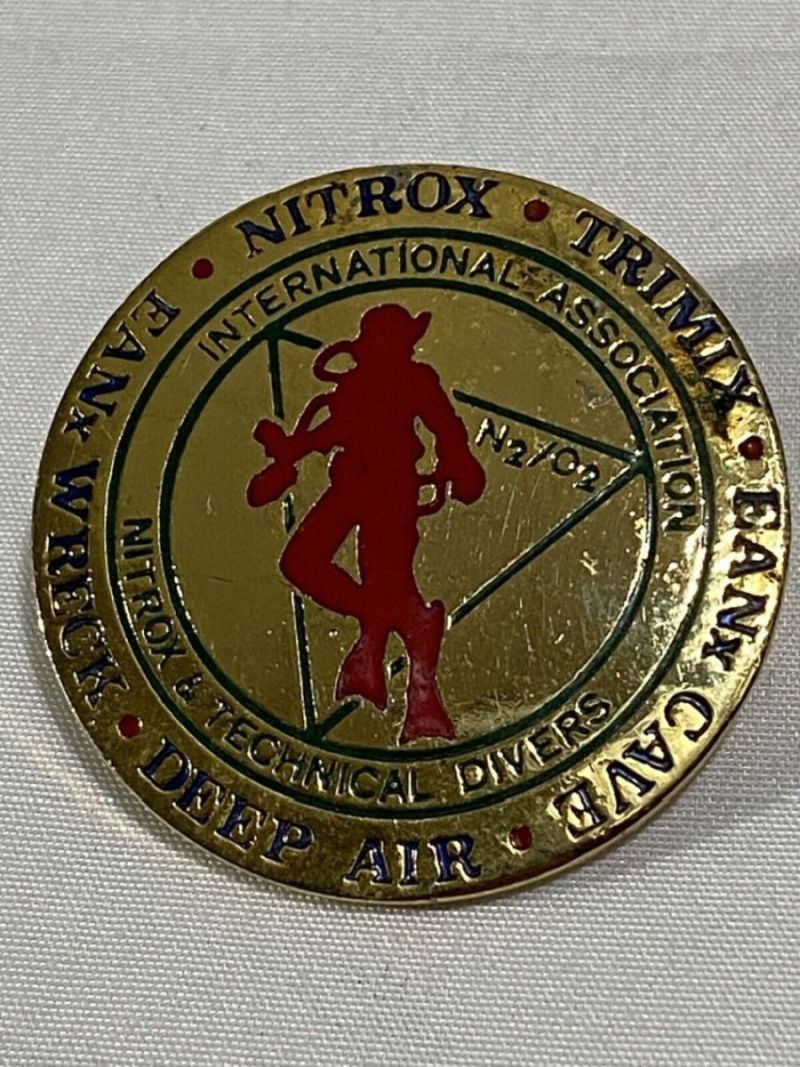 NITROX • TRIMIX • EANx CAVE • DEEP AIR • EANx WRECK •
INTERNATIONAL ASSOCIATION
NITROX & TECHNICAL DIVERS
N2/O2